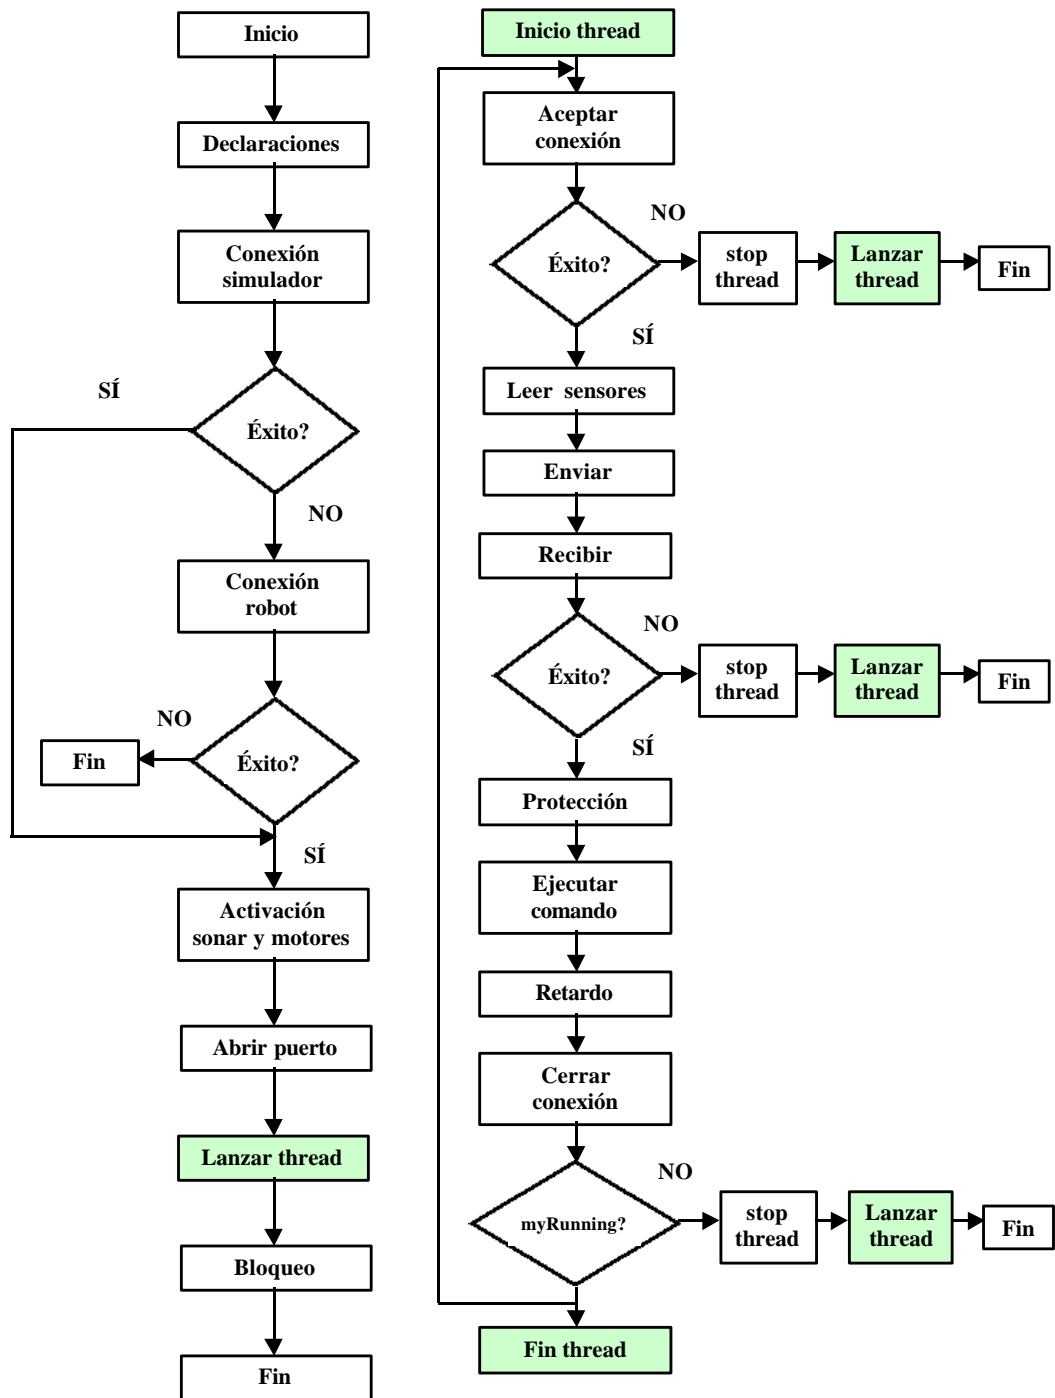 Inicio
Declaraciones
Conexión
simulador
SÍ
Éxito?
NO
Conexión
robot
NO
Fin
Éxito?
SÍ
Activación
sonar y motores
Abrir puerto
Lanzar thread
Bloqueo
Fin
Inicio thread
Aceptar
conexión
NO
Éxito?
stop
thread
Lanzar
thread
Fin
SÍ
Leer sensores
Enviar
Recibir
NO
Éxito?
stop
thread
Lanzar
thread
Fin
SÍ
Protección
Ejecutar
comando
Retardo
Cerrar
conexión
NO
myRunning?
stop
thread
Lanzar
thread
Fin
Fin thread